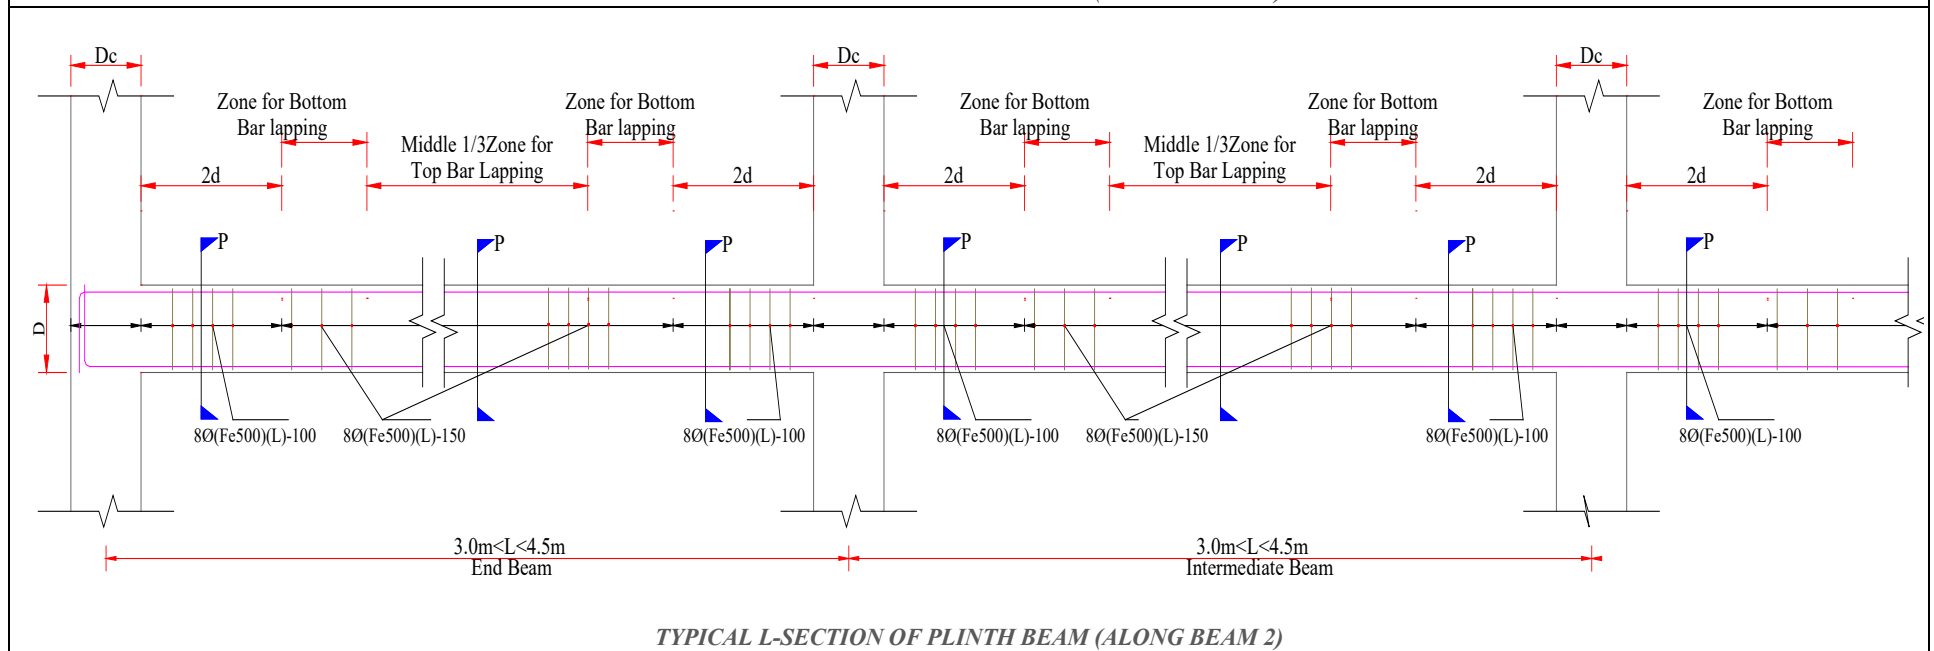 Dc
Dc
Dc
Zone for Bottom
Bar lapping
Zone for Bottom
Bar lapping
Zone for Bottom
Bar lapping
Zone for Bottom
Bar lapping
Zone for Bottom
Bar lapping
Middle 1/3Zone for
Top Bar Lapping
Middle 1/3Zone for
Top Bar Lapping
2d
2d
2d
2d
2d
P
P
P
P
P
P
P
D
8Ø(Fe500)(L)-100
8Ø(Fe500)(L)-150
8Ø(Fe500)(L)-100
8Ø(Fe500)(L)-100
8Ø(Fe500)(L)-150
8Ø(Fe500)(L)-100
8Ø(Fe500)(L)-100
3.0m<L<4.5m
End Beam
3.0m<L<4.5m
Intermediate Beam
TYPICAL L-SECTION OF PLINTH BEAM (ALONG BEAM 2)